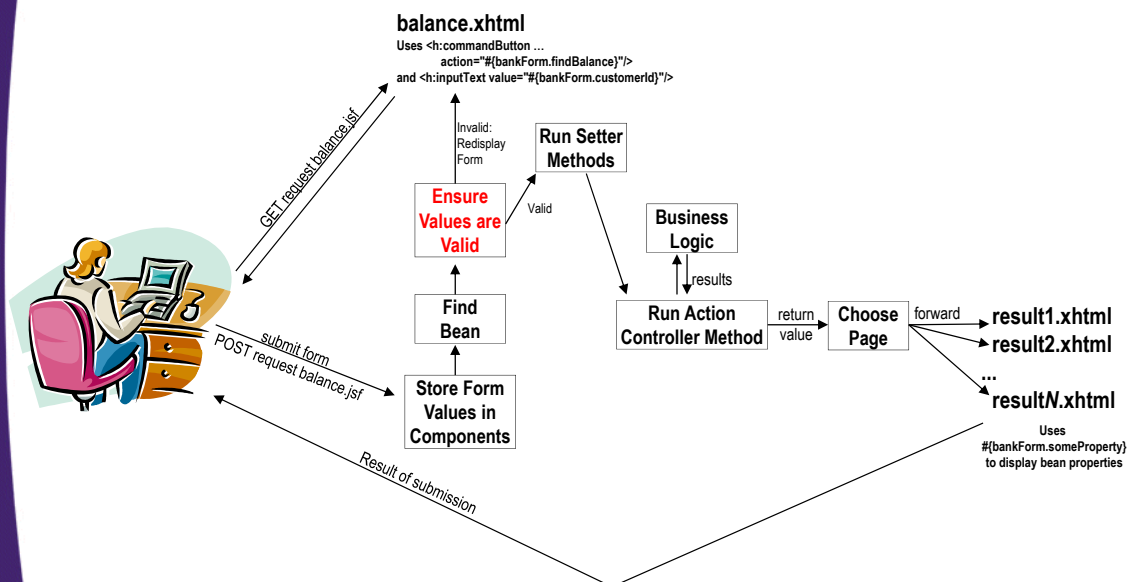 balance.xhtml
Uses <h:commandButton …
action="#{bankForm.findBalance}"/>
and <h:inputText value="#{bankForm.customerId}"/>
GET request balance.jsf
Invalid:
Redisplay
Form
Run Setter
Methods
Ensure
Values are
Valid
Valid
Business
Logic
results
Find
Bean
Run Action
Controller Method
return
value
Choose
Page
forward
result1.xhtml
result2.xhtml
...
resultN.xhtml
Uses
#{bankForm.someProperty}
to display bean properties
submit form
POST request balance.jsf
Store Form
Values in
Components
Result of submission